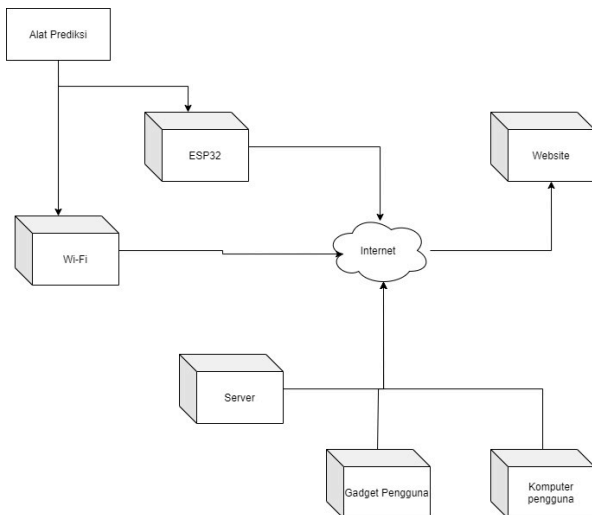 Alat Prediksi
ESP32
Website
Wi-Fi
Internet
Server
Gadget Pengguna
Komputer
pengguna